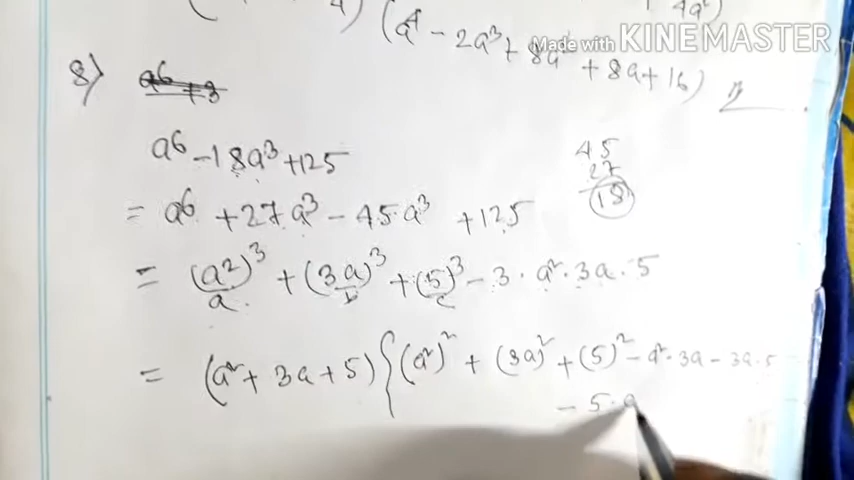 4) (a⁴ - 2a³ + 8a² + 8a + 16)
4a²)
Made with KINEMASTER
8)
a⁶ - 18a³ + 125
45
27
18
= a⁶ + 27a³ - 45a³ + 125
= (a²)³ + (3a)³ + (5)³ - 3 · a² · 3a · 5
a b c
= (a² + 3a + 5) { (a²)² + (3a)² + (5)² - a² · 3a - 3a · 5
- 5 · a